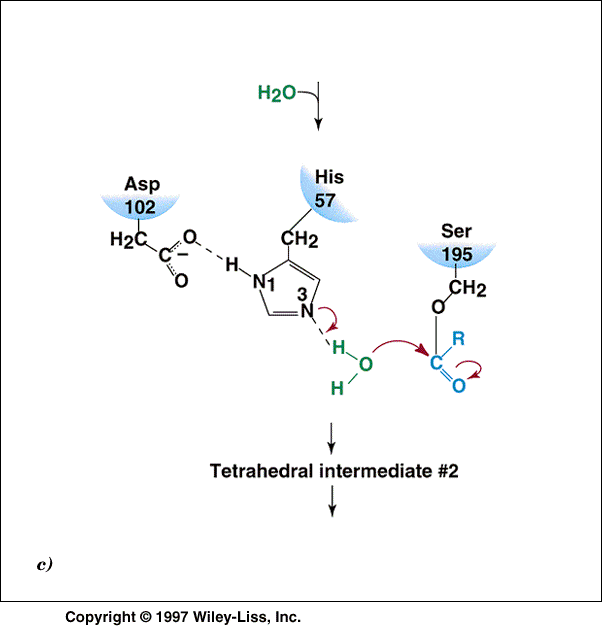 H2O
His
57
Asp
102
Ser
195
H2C
O
C
–
O
H
N
1
CH2
3
N
CH2
O
R
H
O
H
C
O
Tetrahedral intermediate #2
c)
Copyright © 1997 Wiley-Liss, Inc.